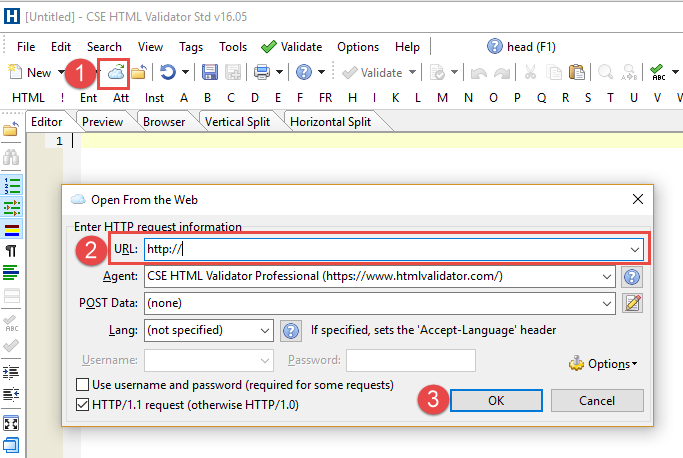 H [Untitled] - CSE HTML Validator Std v16.05
File Edit Search View Tags Tools Validate Options Help ? head (F1)
1 New Validate ABC
HTML ! Ent Att Inst A B C D E F FR H I K L M O P Q R S T U V W
Editor Preview Browser Vertical Split Horizontal Split
1
Open From the Web
Enter HTTP request information
2 URL: http://
Agent: CSE HTML Validator Professional (https://www.htmlvalidator.com/) ?
POST Data: (none)
Lang: (not specified) ? If specified, sets the 'Accept-Language' header
Username: Password: Options
Use username and password (required for some requests)
HTTP/1.1 request (otherwise HTTP/1.0)
3 OK Cancel